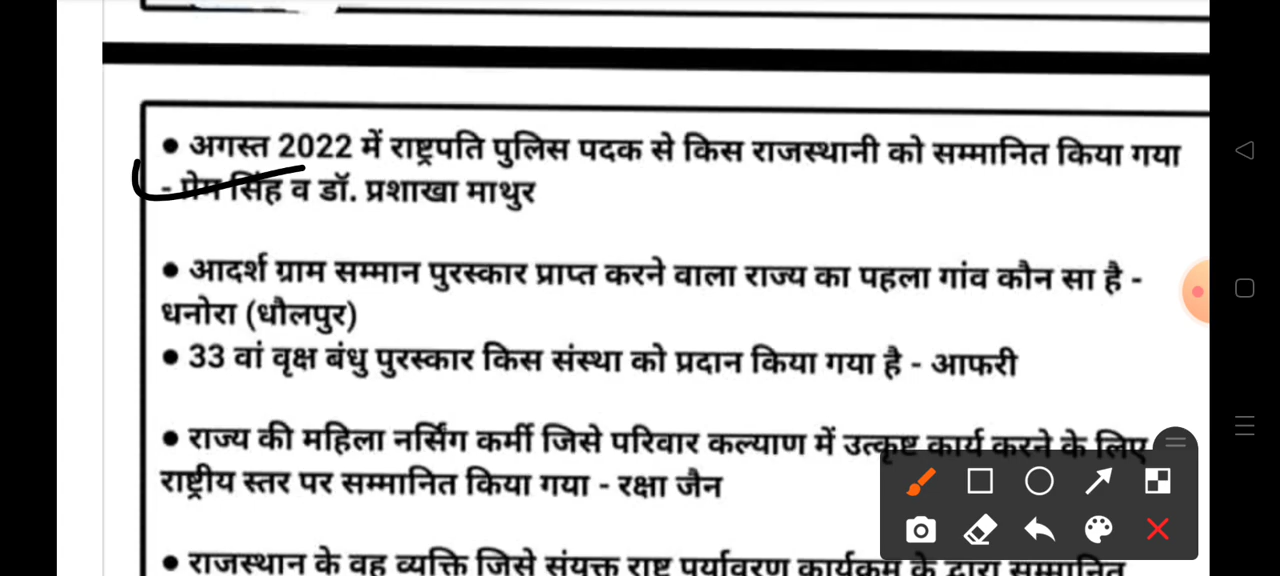 ● अगस्त 2022 में राष्ट्रपति पुलिस पदक से किस राजस्थानी को सम्मानित किया गया
- प्रेम सिंह व डॉ. प्रशाखा माथुर
● आदर्श ग्राम सम्मान पुरस्कार प्राप्त करने वाला राज्य का पहला गांव कौन सा है -
धनोरा (धौलपुर)
● 33 वां वृक्ष बंधु पुरस्कार किस संस्था को प्रदान किया गया है - आफरी
● राज्य की महिला नर्सिंग कर्मी जिसे परिवार कल्याण में उत्कृष्ट कार्य करने के लिए
राष्ट्रीय स्तर पर सम्मानित किया गया - रक्षा जैन
● राजस्थान के वह व्यक्ति जिसे संयुक्त राष्ट्र पर्यावरण कार्यक्रम के द्वारा सम्मानित